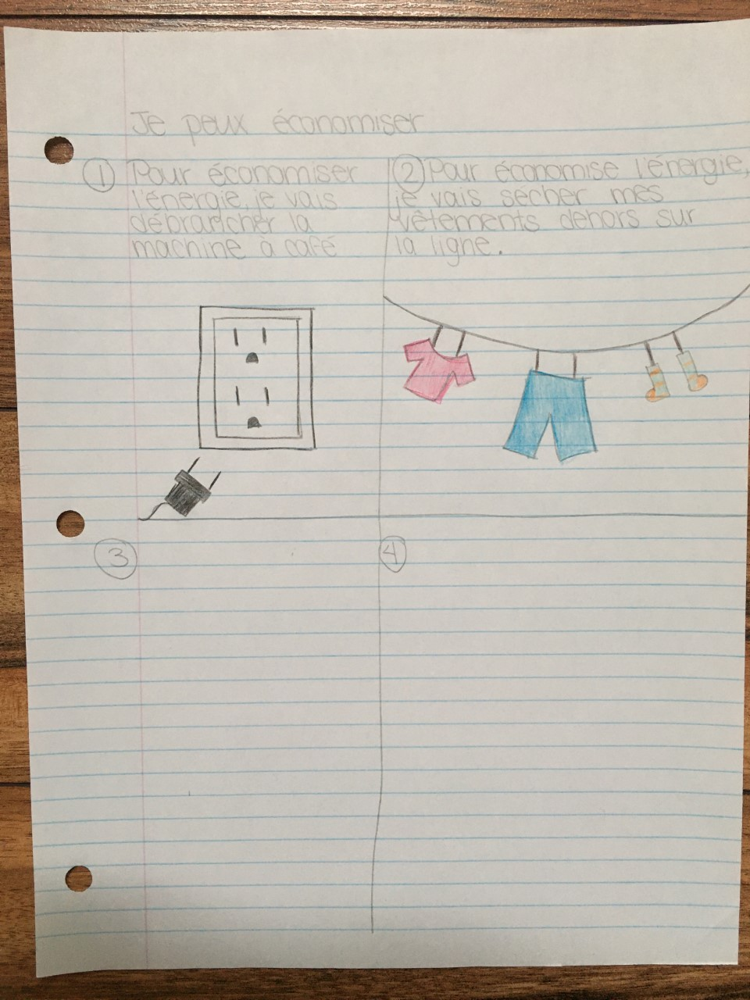 Je peux économiser
① Pour économiser
l'énergie, je vais
débrancher la
machine à café
② Pour économise l'énergie,
je vais sécher mes
vêtements dehors sur
la ligne.
③
④